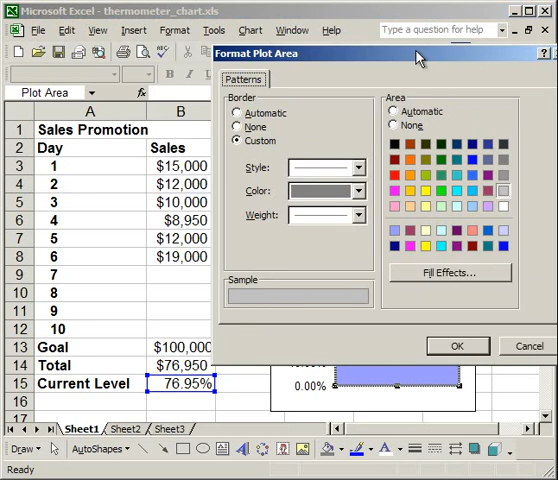 Microsoft Excel - thermometer_chart.xls
File Edit View Insert Format Tools Chart Window Help Type a question for help
Format Plot Area
Plot Area
Patterns
Border
Automatic
None
Custom
Style:
Color:
Weight:
Sample
Area
Automatic
None
Fill Effects...
OK Cancel
A B
1 Sales Promotion
2 Day Sales
3 1 $15,000
4 2 $12,000
5 3 $10,000
6 4 $8,950
7 5 $12,000
8 6 $19,000
9 7
10 8
11 9
12 10
13 Goal $100,000
14 Total $76,950
15 Current Level 76.95%
16
17
0.00%
Sheet1 Sheet2 Sheet3
Draw AutoShapes
Ready